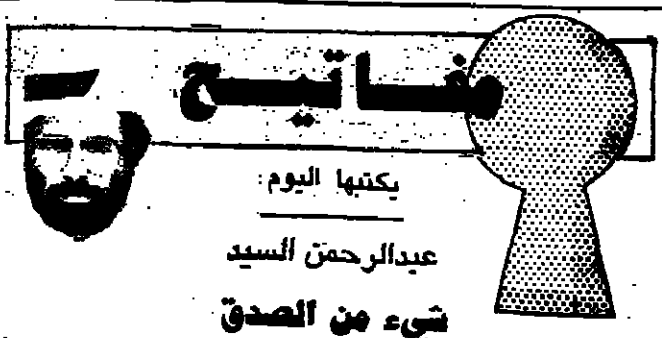 مفاتيح
يكتبها اليوم:
عبدالرحمن السيد
شيء من الصدق